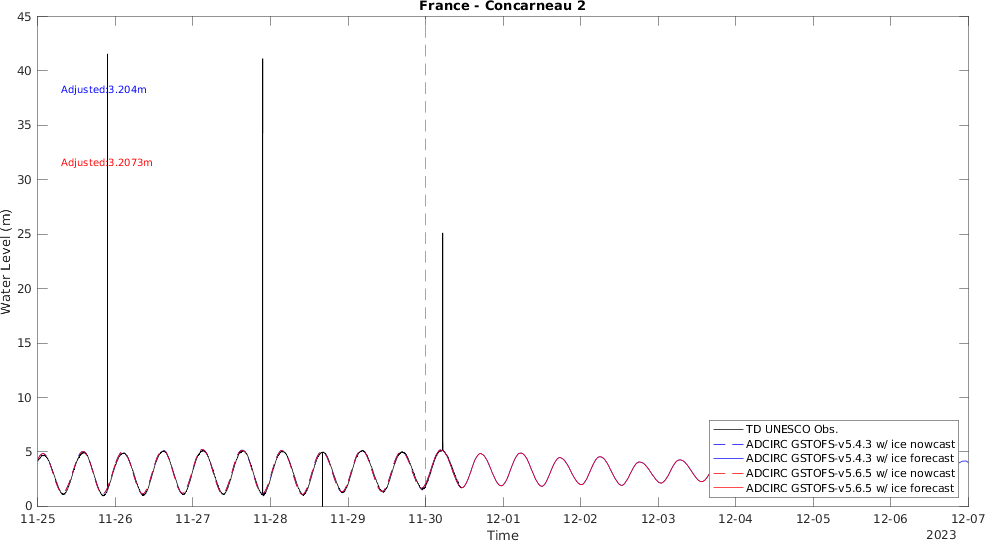 France - Concarneau 2
45
40
35
30
25
20
15
10
5
0
Water Level (m)
Adjusted:3.204m
Adjusted:3.2073m
TD UNESCO Obs.
ADCIRC GSTOFS-v5.4.3 w/ ice nowcast
ADCIRC GSTOFS-v5.4.3 w/ ice forecast
ADCIRC GSTOFS-v5.6.5 w/ ice nowcast
ADCIRC GSTOFS-v5.6.5 w/ ice forecast
11-25 11-26 11-27 11-28 11-29 11-30 12-01 12-02 12-03 12-04 12-05 12-06 12-07
Time
2023